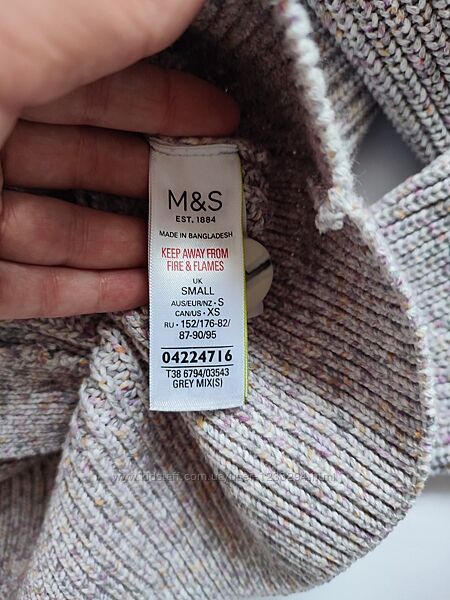 M&S
EST. 1884
MADE IN BANGLADESH
KEEP AWAY FROM
FIRE & FLAMES
UK
SMALL
AUS/EUR/NZ • S
CAN/US • XS
RU • 152/176-82/
87-90/95
04224716
T38 6794/03543
GREY MIX(S)